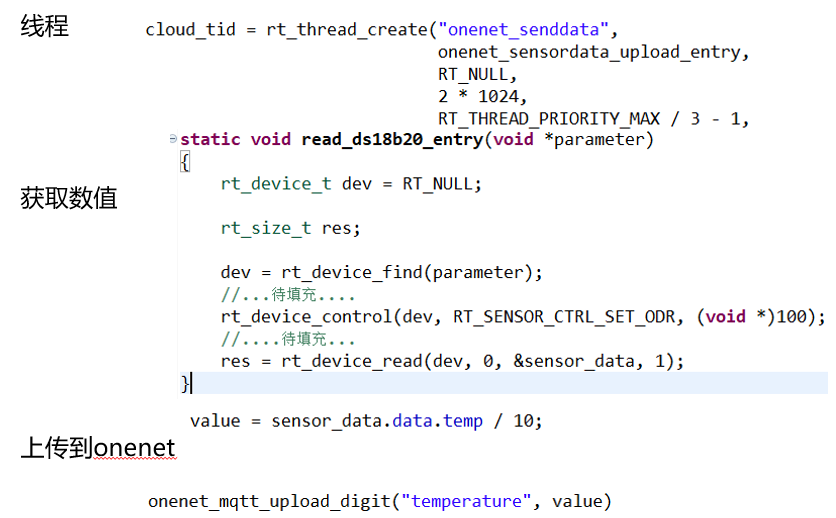 线程
cloud_tid = rt_thread_create("onenet_senddata",
onenet_sensordata_upload_entry,
RT_NULL,
2 * 1024,
RT_THREAD_PRIORITY_MAX / 3 - 1,
static void read_ds18b20_entry(void *parameter)
{
rt_device_t dev = RT_NULL;
获取数值
rt_size_t res;
dev = rt_device_find(parameter);
//...待填充....
rt_device_control(dev, RT_SENSOR_CTRL_SET_ODR, (void *)100);
//....待填充...
res = rt_device_read(dev, 0, &sensor_data, 1);
}
value = sensor_data.data.temp / 10;
上传到onenet
onenet_mqtt_upload_digit("temperature", value)